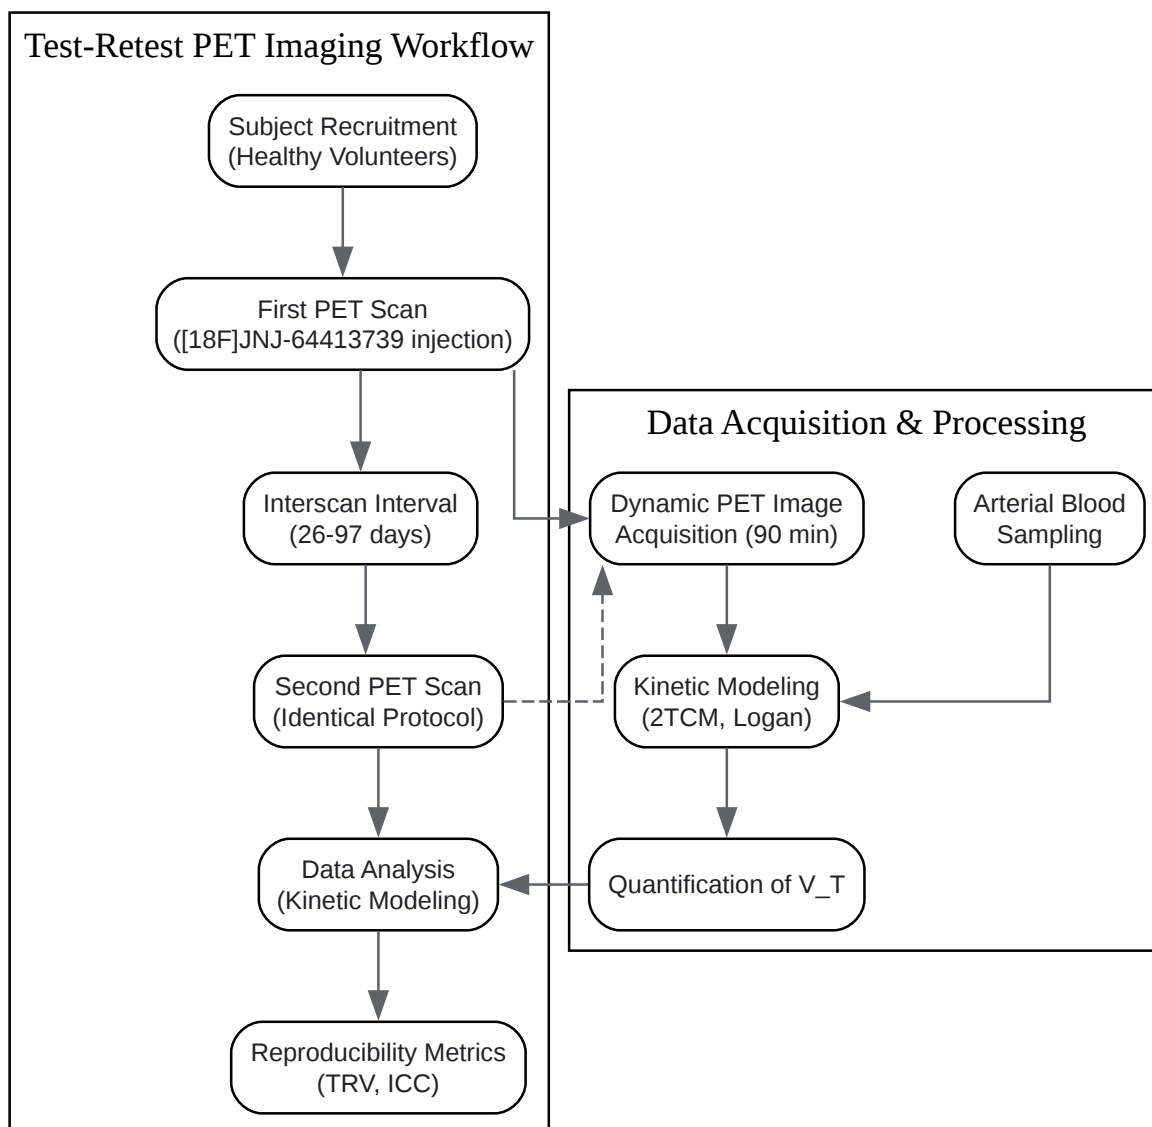 Test-Retest PET Imaging Workflow
Subject Recruitment
(Healthy Volunteers)
First PET Scan
([18F]JNJ-64413739 injection)
Interscan Interval
(26-97 days)
Second PET Scan
(Identical Protocol)
Data Analysis
(Kinetic Modeling)
Reproducibility Metrics
(TRV, ICC)
Data Acquisition & Processing
Dynamic PET Image
Acquisition (90 min)
Arterial Blood
Sampling
Kinetic Modeling
(2TCM, Logan)
Quantification of V_T